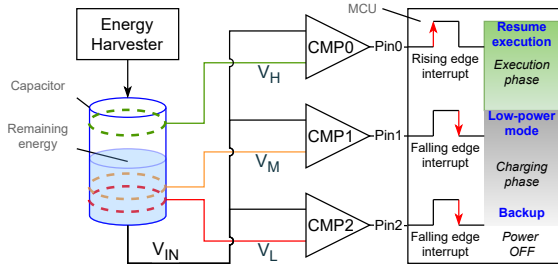 Energy
Harvester
Capacitor
Remaining
energy
V_IN
V_H
V_M
V_L
CMP0
CMP1
CMP2
Pin0
Pin1
Pin2
MCU
Rising edge
interrupt
Falling edge
interrupt
Falling edge
interrupt
Resume
execution
Execution
phase
Low-power
mode
Charging
phase
Backup
Power
OFF